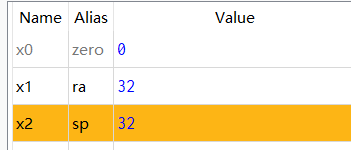 Name Alias Value
x0 zero 0
x1 ra 32
x2 sp 32